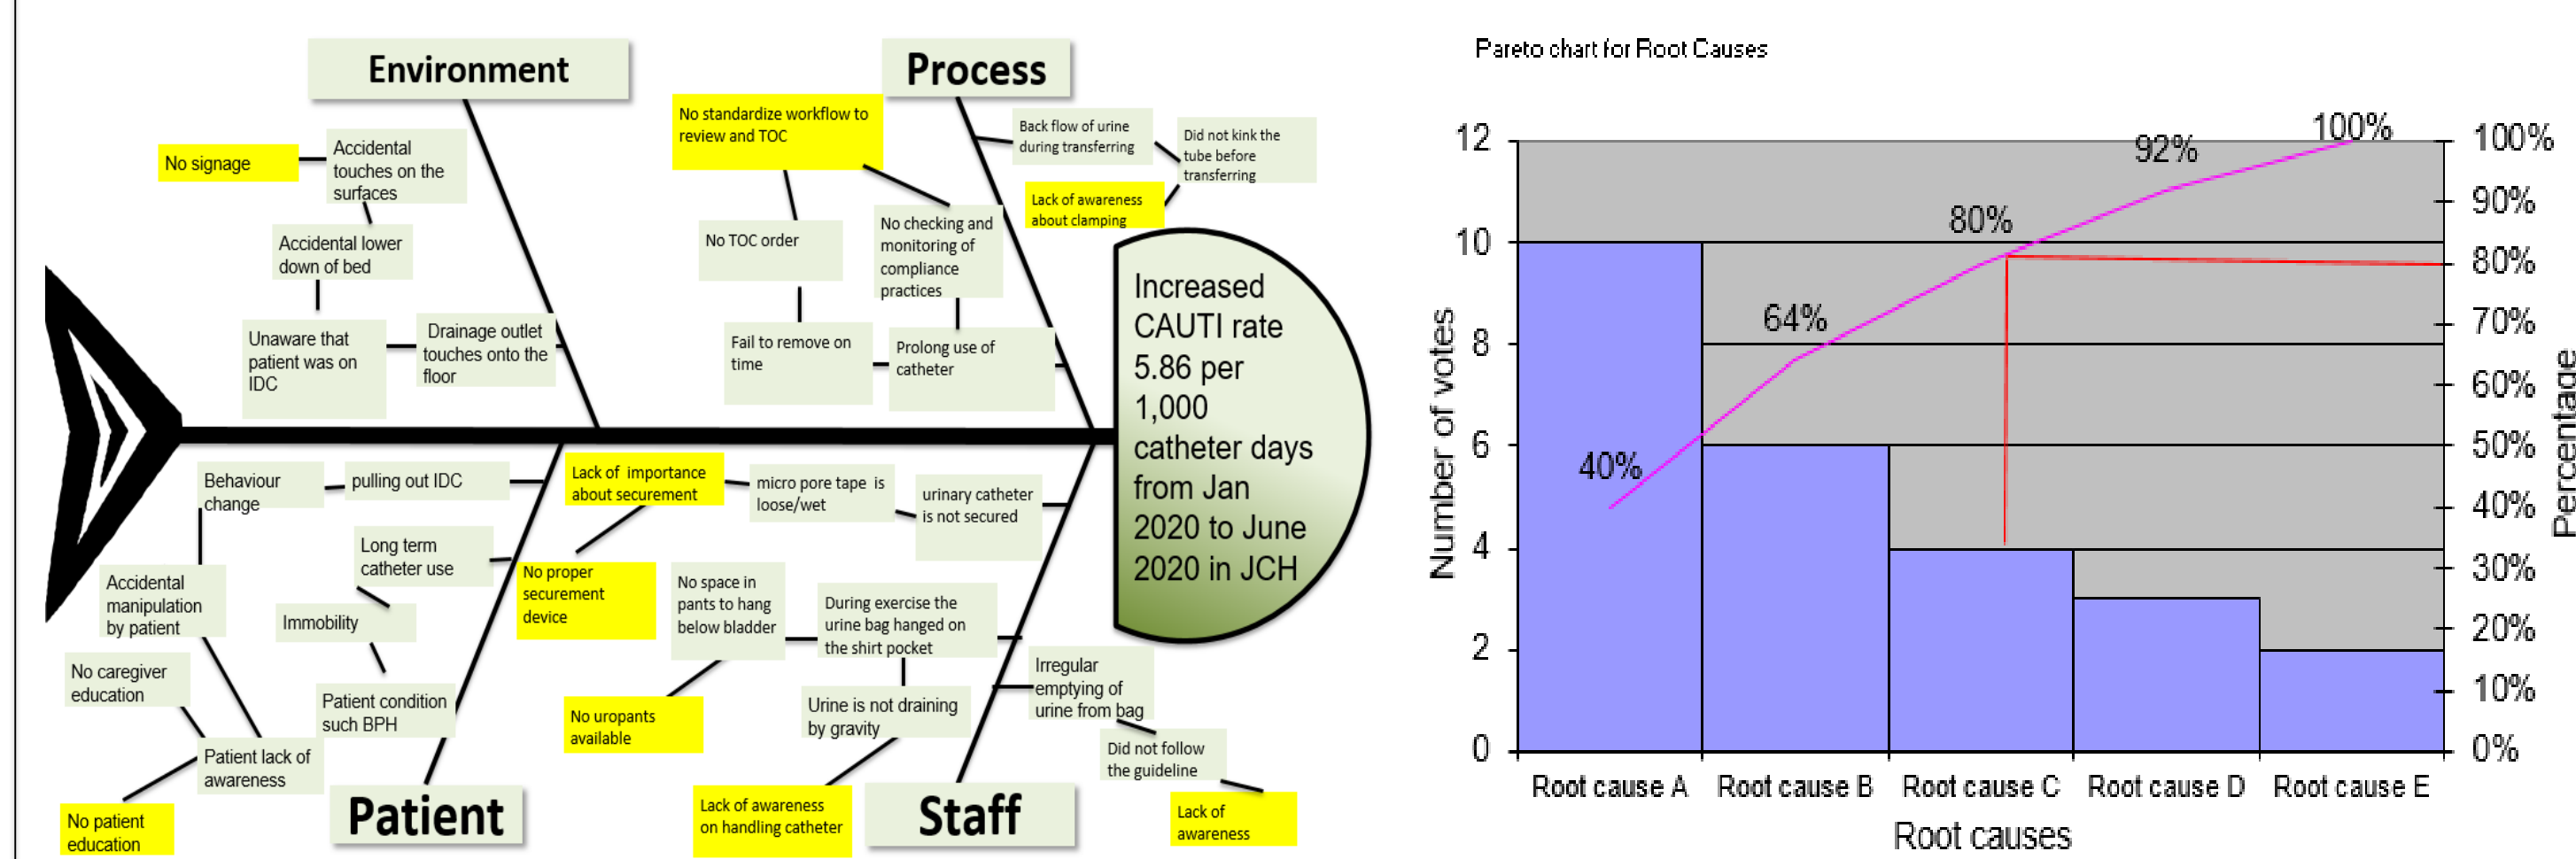 Environment
No signage
Accidental
touches on the
surfaces
Accidental lower
down of bed
Unaware that
patient was on
IDC
Drainage outlet
touches onto the
floor
Process
No standardize workflow to
review and TOC
Back flow of urine
during transferring
Did not kink the
tube before
transferring
Lack of awareness
about clamping
No TOC order
No checking and
monitoring of
compliance
practices
Fail to remove on
time
Prolong use of
catheter
Increased
CAUTI rate
5.86 per
1,000
catheter days
from Jan
2020 to June
2020 in JCH
Behaviour
change
pulling out IDC
Long term
catheter use
Accidental
manipulation
by patient
Immobility
No caregiver
education
Patient condition
such BPH
Patient lack of
awareness
No patient
education
Patient
Lack of importance
about securement
micro pore tape is
loose/wet
urinary catheter
is not secured
No proper
securement
device
No space in
pants to hang
below bladder
During exercise the
urine bag hanged on
the shirt pocket
No uropants
available
Urine is not draining
by gravity
Irregular
emptying of
urine from bag
Did not follow
the guideline
Lack of awareness
on handling catheter
Lack of
awareness
Staff
Pareto chart for Root Causes
Number of votes
12
10
8
6
4
2
0
40%
64%
80%
92%
100%
100%
90%
80%
70%
60%
50%
40%
30%
20%
10%
0%
Percentage
Root cause A
Root cause B
Root cause C
Root cause D
Root cause E
Root causes